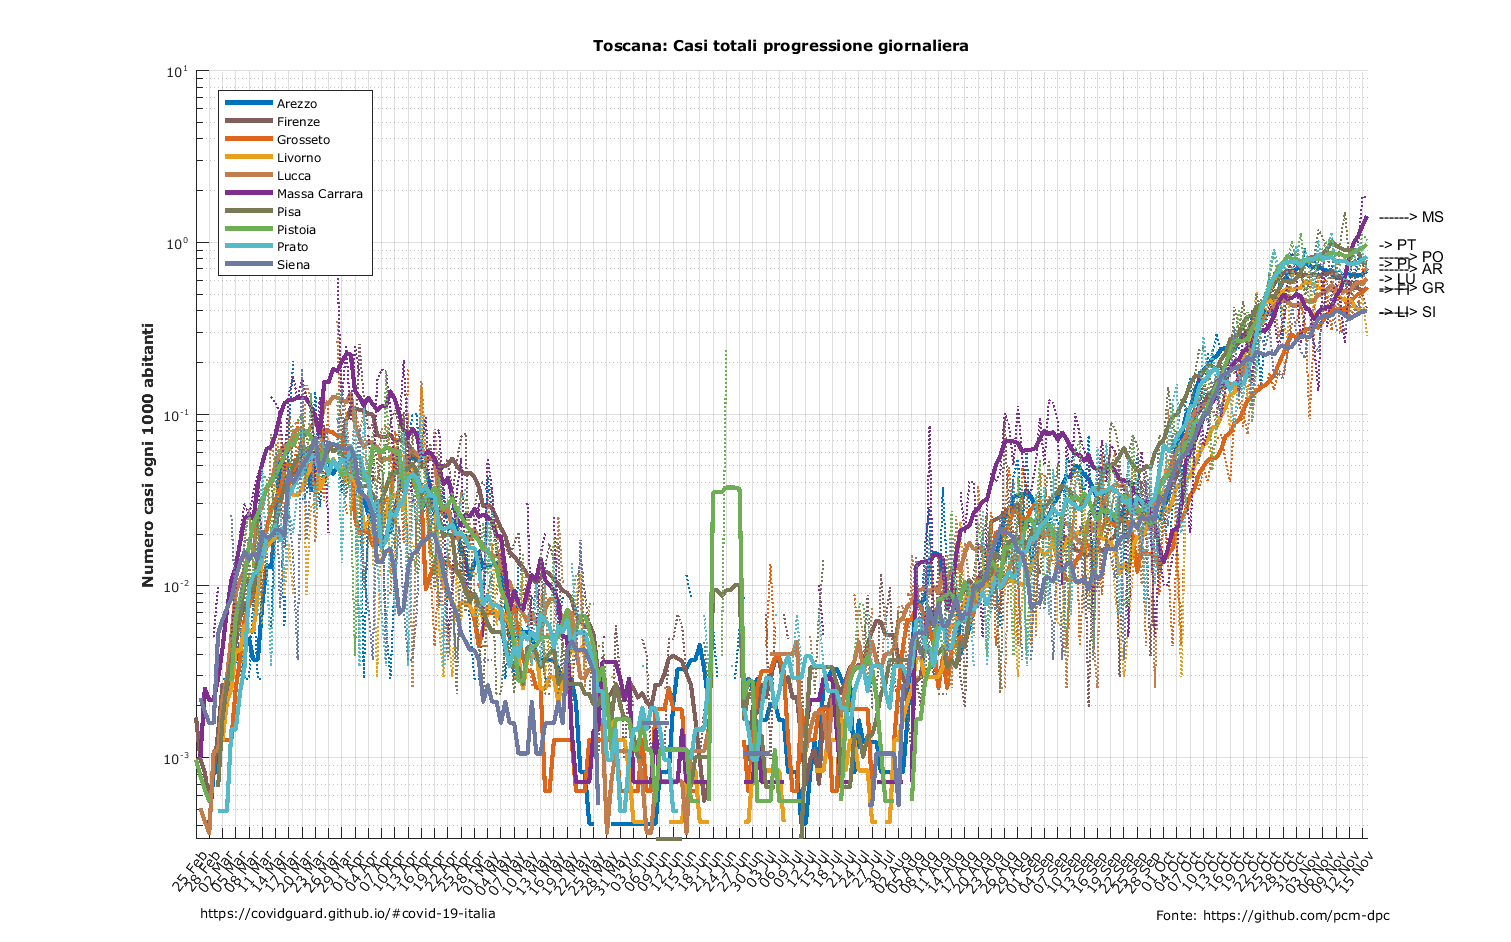 Toscana: Casi totali progressione giornaliera
10^1
10^0
10^-1
10^-2
10^-3
Numero casi ogni 1000 abitanti
Arezzo
Firenze
Grosseto
Livorno
Lucca
Massa Carrara
Pisa
Pistoia
Prato
Siena
------> MS
-> PT
------> PO
-> PI
------> AR
-> LU
-> FI
------> GR
-> LI
------> SI
25 Feb
28 Feb
02 Mar
05 Mar
08 Mar
11 Mar
14 Mar
17 Mar
20 Mar
23 Mar
26 Mar
29 Mar
01 Apr
04 Apr
07 Apr
10 Apr
13 Apr
16 Apr
19 Apr
22 Apr
25 Apr
28 Apr
01 May
04 May
07 May
10 May
13 May
16 May
19 May
22 May
25 May
28 May
31 May
03 Jun
06 Jun
09 Jun
12 Jun
15 Jun
18 Jun
21 Jun
24 Jun
27 Jun
30 Jun
03 Jul
06 Jul
09 Jul
12 Jul
15 Jul
18 Jul
21 Jul
24 Jul
27 Jul
30 Jul
02 Aug
05 Aug
08 Aug
11 Aug
14 Aug
17 Aug
20 Aug
23 Aug
26 Aug
29 Aug
01 Sep
04 Sep
07 Sep
10 Sep
13 Sep
16 Sep
19 Sep
22 Sep
25 Sep
28 Sep
01 Oct
04 Oct
07 Oct
10 Oct
13 Oct
16 Oct
19 Oct
22 Oct
25 Oct
28 Oct
31 Oct
03 Nov
06 Nov
09 Nov
12 Nov
15 Nov
https://covidguard.github.io/#covid-19-italia
Fonte: https://github.com/pcm-dpc